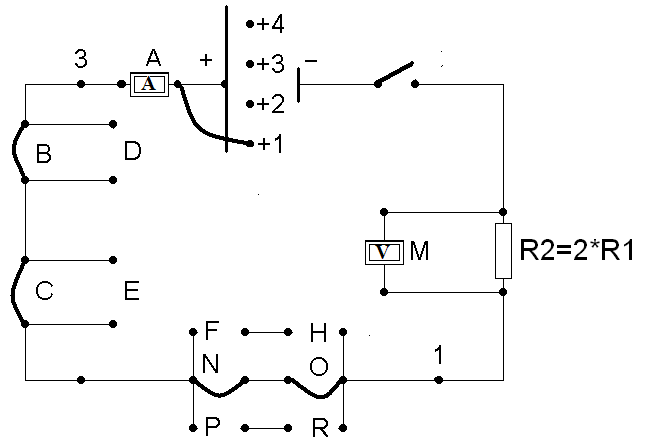 +4
3 A + +3 −
A
+2
+1
B D
V M R2=2*R1
C E
F H
N O 1
P R